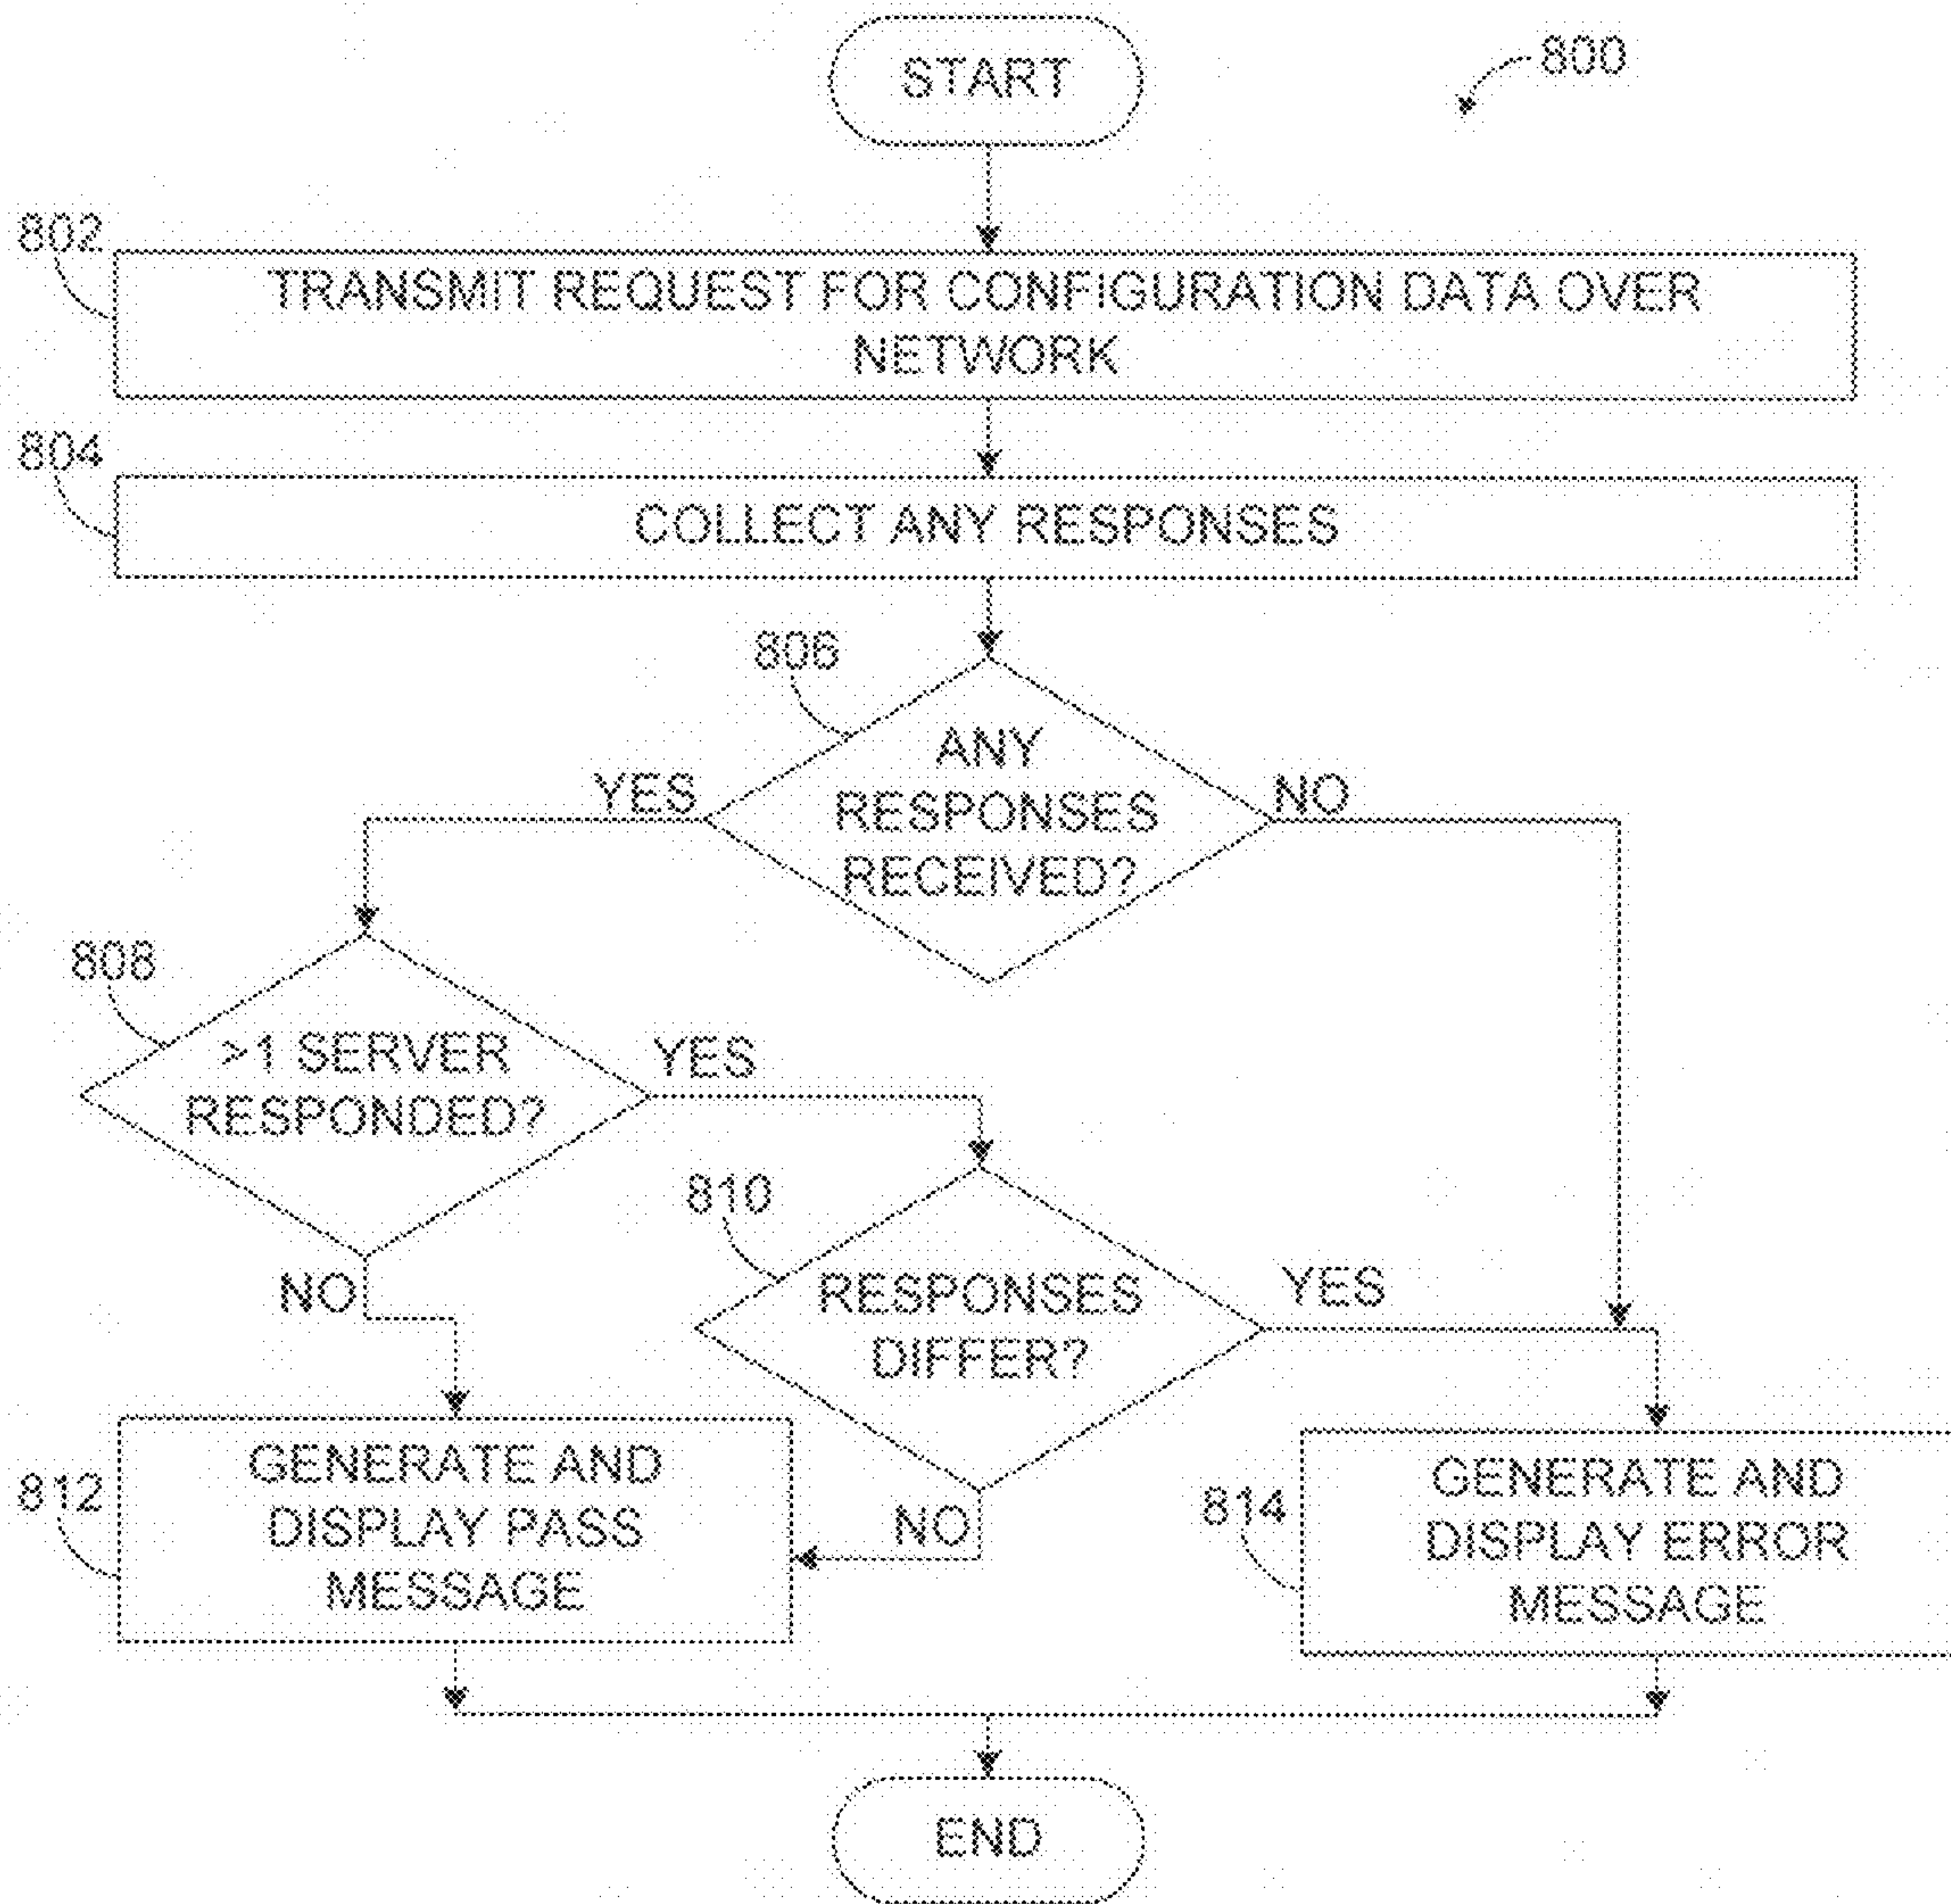 START
800
802
TRANSMIT REQUEST FOR CONFIGURATION DATA OVER
NETWORK
804
COLLECT ANY RESPONSES
806
ANY
RESPONSES
RECEIVED?
YES
NO
808
>1 SERVER
RESPONDED?
YES
NO
810
RESPONSES
DIFFER?
YES
NO
812
GENERATE AND
DISPLAY PASS
MESSAGE
814
GENERATE AND
DISPLAY ERROR
MESSAGE
END